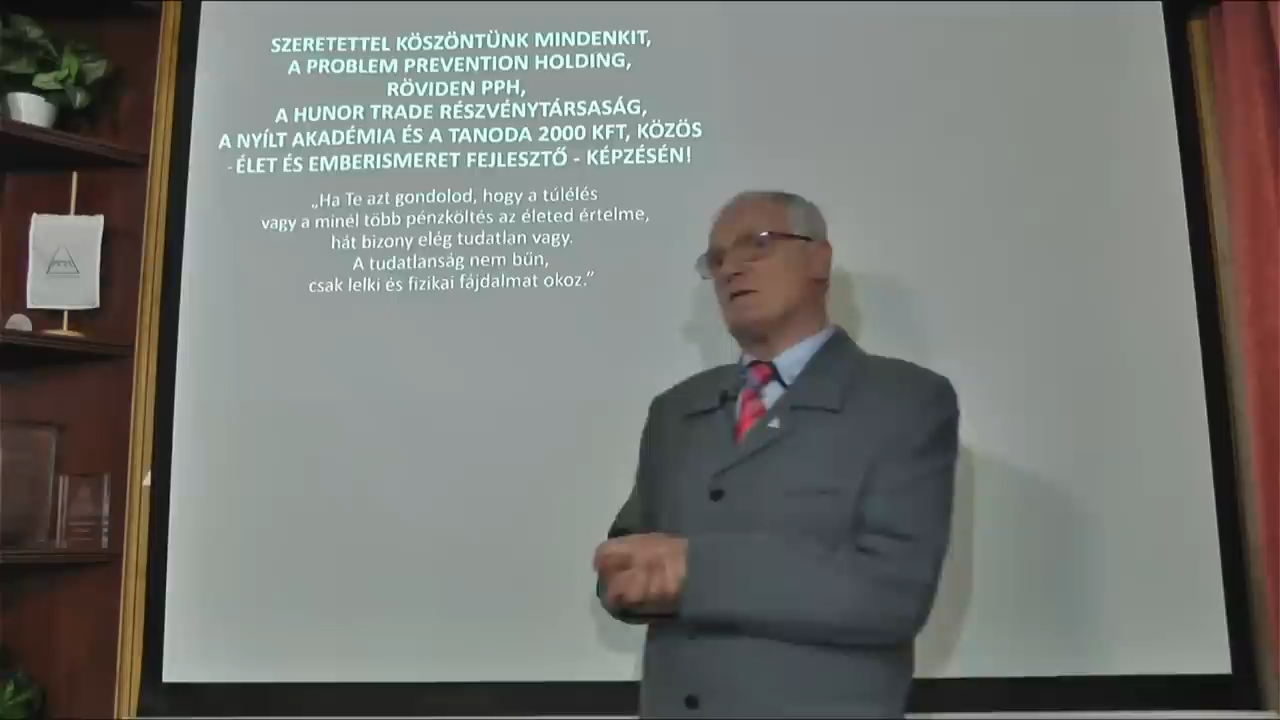 SZERETETTEL KÖSZÖNTÜNK MINDENKIT,
A PROBLEM PREVENTION HOLDING,
RÖVIDEN PPH,
A HUNOR TRADE RÉSZVÉNYTÁRSASÁG,
A NYÍLT AKADÉMIA ÉS A TANODA 2000 KFT, KÖZÖS
- ÉLET ÉS EMBERISMERET FEJLESZTŐ - KÉPZÉSÉN!
„Ha Te azt gondolod, hogy a túlélés
vagy a minél több pénzköltés az életed értelme,
hát bizony elég tudatlan vagy.
A tudatlanság nem bűn,
csak lelki és fizikai fájdalmat okoz.”